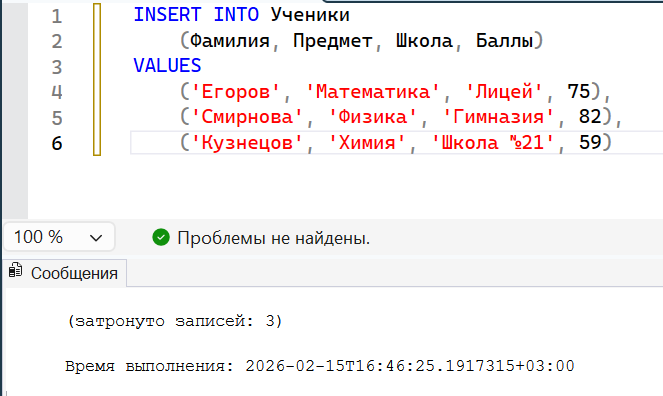 1 INSERT INTO Ученики
2 (Фамилия, Предмет, Школа, Баллы)
3 VALUES
4 ('Егоров', 'Математика', 'Лицей', 75),
5 ('Смирнова', 'Физика', 'Гимназия', 82),
6 ('Кузнецов', 'Химия', 'Школа №21', 59)
100 % Проблемы не найдены.
Сообщения
(затронуто записей: 3)
Время выполнения: 2026-02-15T16:46:25.1917315+03:00